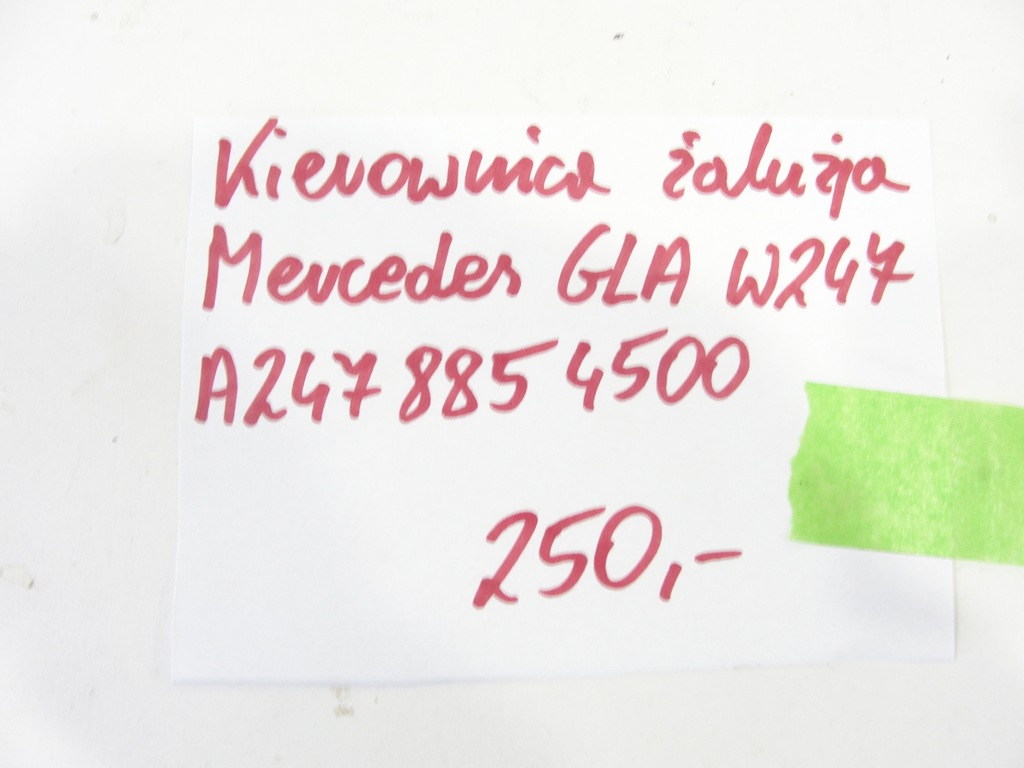 Kierownica żaluzja
Mercedes GLA W247
A247 885 4500
250,-